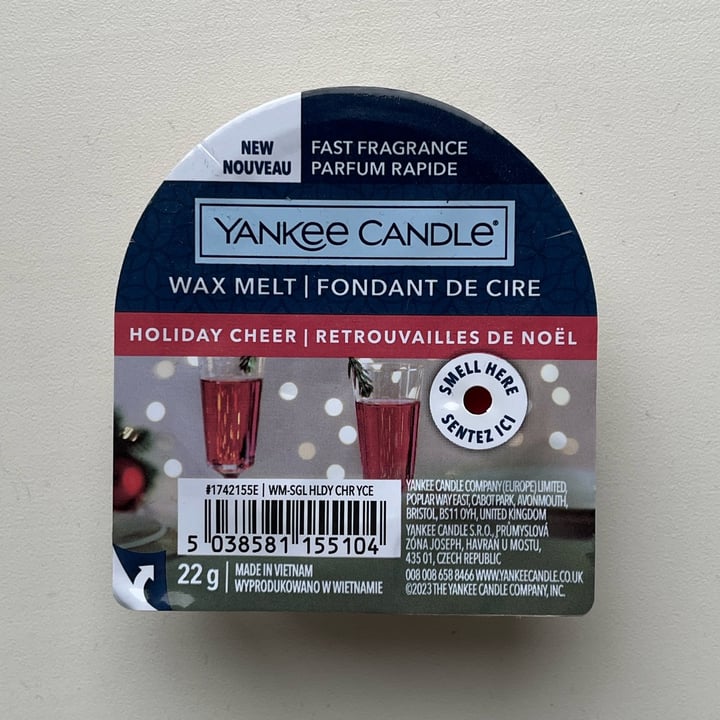 NEW
NOUVEAU
FAST FRAGRANCE
PARFUM RAPIDE
YANKEE CANDLE®
WAX MELT | FONDANT DE CIRE
HOLIDAY CHEER | RETROUVAILLES DE NOËL
SMELL HERE
SENTEZ ICI
#1742155E | WM-SGL HLDY CHR YCE
5 038581 155104
22 g
MADE IN VIETNAM
WYPRODUKOWANO W WIETNAMIE
YANKEE CANDLE COMPANY (EUROPE) LIMITED,
POPLAR WAY EAST, CABOT PARK, AVONMOUTH,
BRISTOL, BS11 0YH, UNITED KINGDOM
YANKEE CANDLE S.R.O., PRŮMYSLOVÁ
ZÓNA JOSEPH, HAVRAŇ U MOSTU,
435 01, CZECH REPUBLIC
008 008 658 8466 WWW.YANKEECANDLE.CO.UK
©2023 THE YANKEE CANDLE COMPANY, INC.